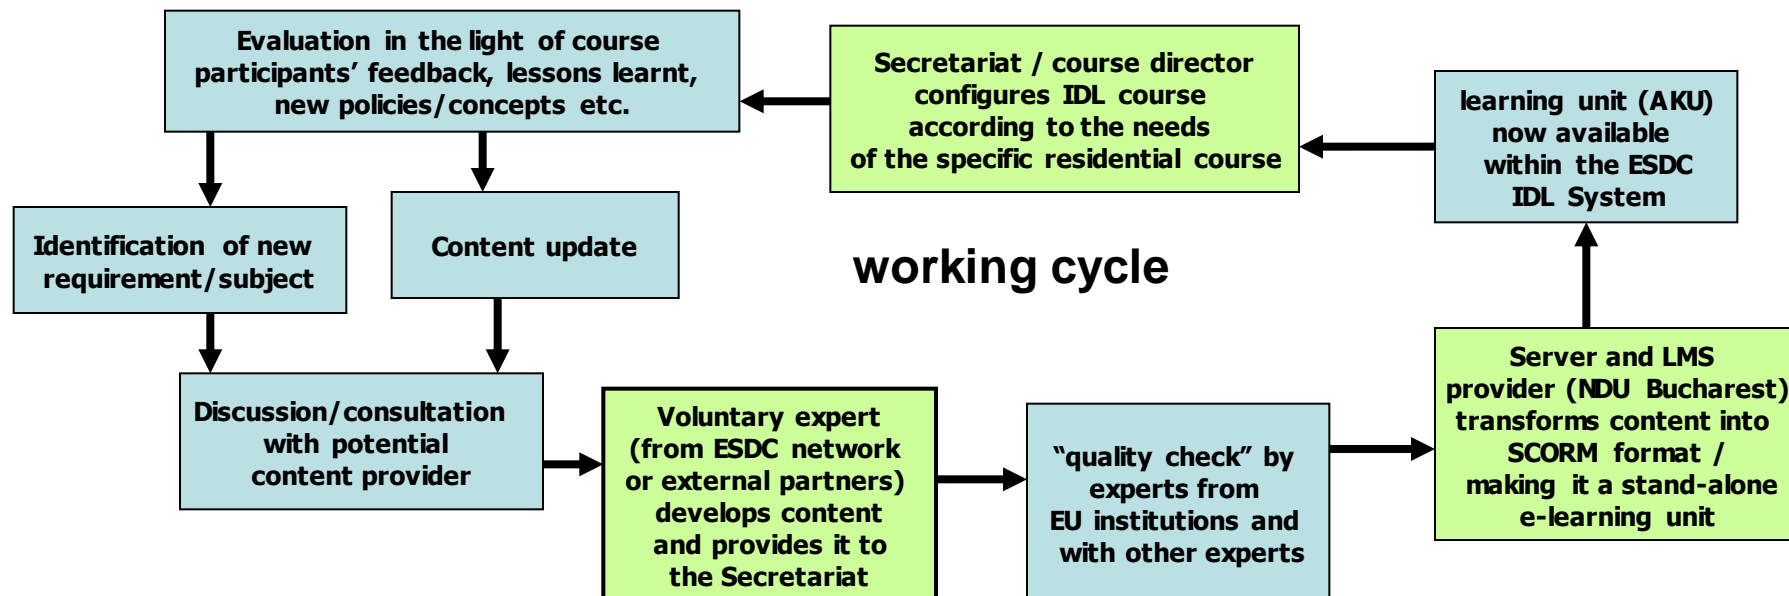 Evaluation in the light of course
participants’ feedback, lessons learnt,
new policies/concepts etc.
Secretariat / course director
configures IDL course
according to the needs
of the specific residential course
learning unit (AKU)
now available
within the ESDC
IDL System
Identification of new
requirement/subject
Content update
working cycle
Discussion/consultation
with potential
content provider
Voluntary expert
(from ESDC network
or external partners)
develops content
and provides it to
the Secretariat
“quality check” by
experts from
EU institutions and
with other experts
Server and LMS
provider (NDU Bucharest)
transforms content into
SCORM format /
making it a stand-alone
e-learning unit